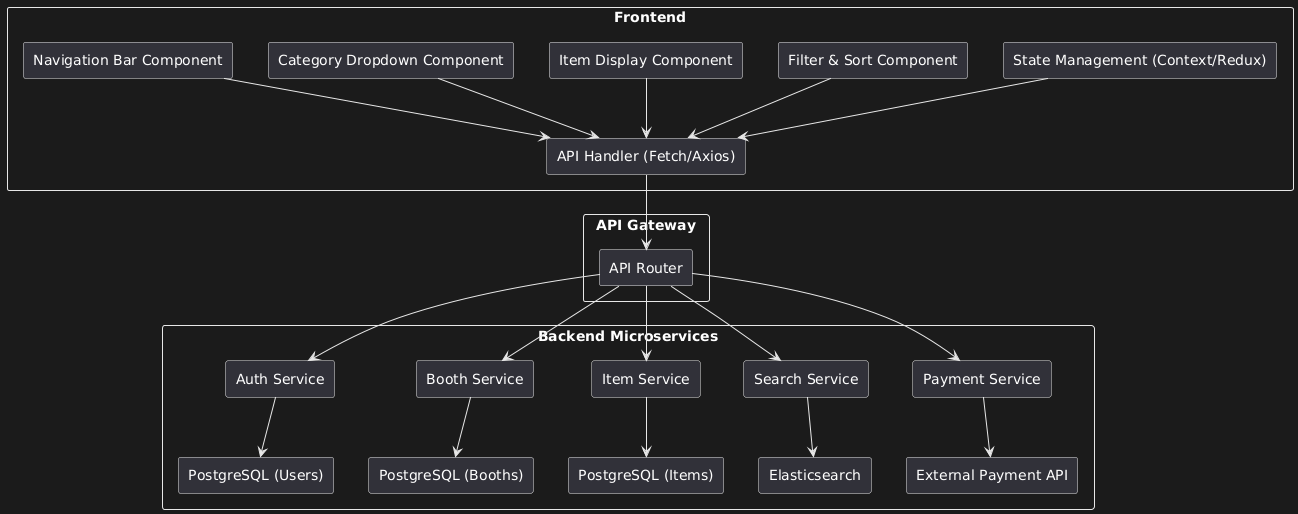 Frontend
Navigation Bar Component
Category Dropdown Component
Item Display Component
Filter & Sort Component
State Management (Context/Redux)
API Handler (Fetch/Axios)
API Gateway
API Router
Backend Microservices
Auth Service
Booth Service
Item Service
Search Service
Payment Service
PostgreSQL (Users)
PostgreSQL (Booths)
PostgreSQL (Items)
Elasticsearch
External Payment API